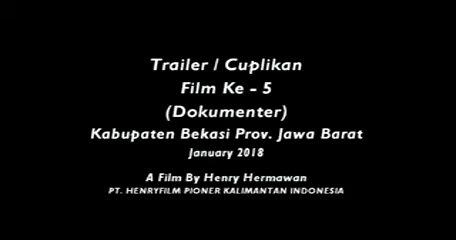 Trailer / Cuplikan
Film Ke - 5
(Dokumenter)
Kabupaten Bekasi Prov. Jawa Barat
January 2018
A Film By Henry Hermawan
PT. HENRYFILM PIONER KALIMANTAN INDONESIA